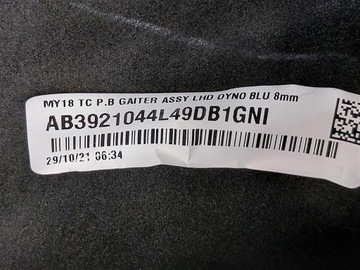 MY18 TC P.B GAITER ASSY LHD DYNO BLU 8mm
AB3921044L49DB1GNI
29/10/21 06:34